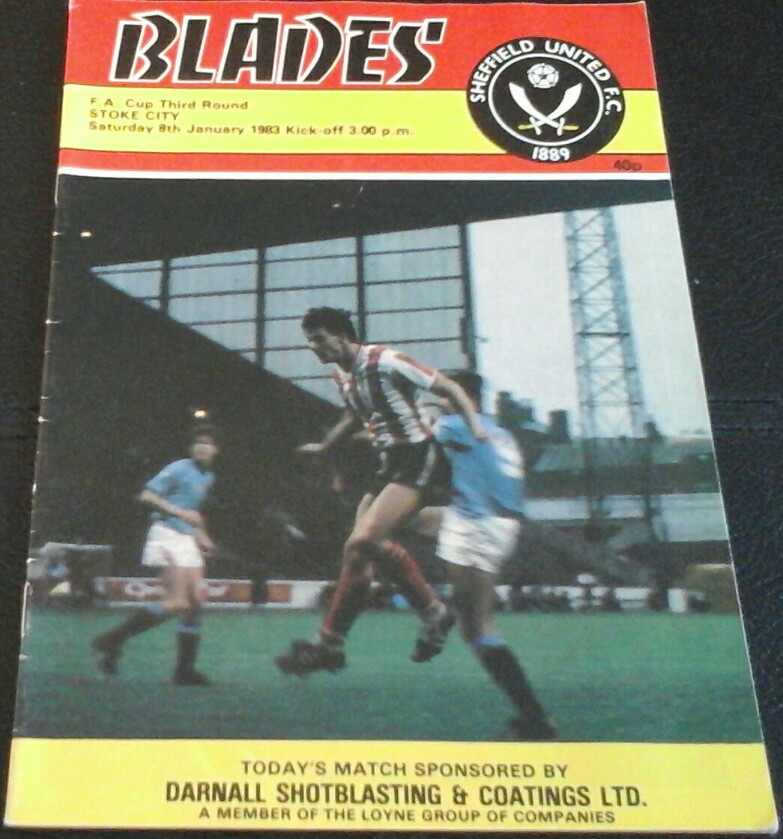 BLADES
F.A. Cup Third Round
STOKE CITY
Saturday 8th January 1983 Kick-off 3.00 p.m.
SHEFFIELD UNITED F.C.
1889
40p
TODAY'S MATCH SPONSORED BY
DARNALL SHOTBLASTING & COATINGS LTD.
A MEMBER OF THE LOYNE GROUP OF COMPANIES